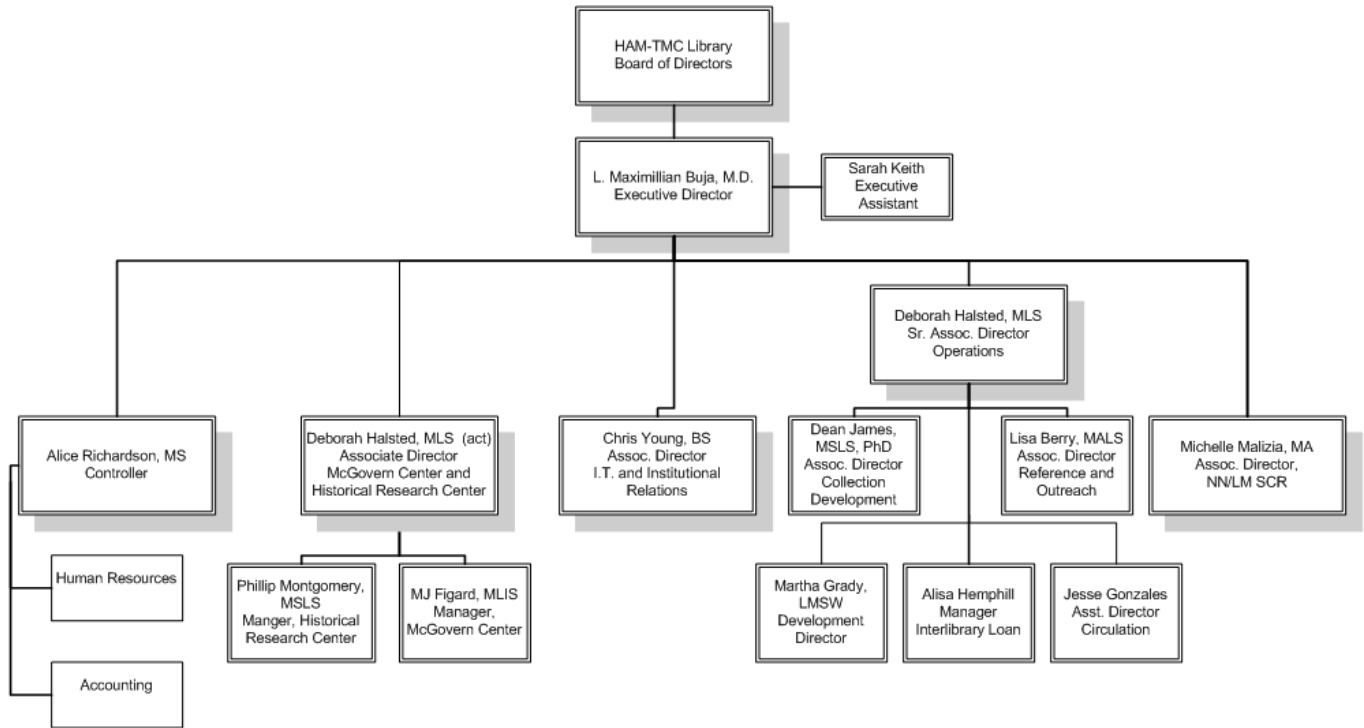 HAM-TMC Library
Board of Directors
L. Maximillian Buja, M.D.
Executive Director
Sarah Keith
Executive
Assistant
Deborah Halsted, MLS
Sr. Assoc. Director
Operations
Alice Richardson, MS
Controller
Deborah Halsted, MLS (act)
Associate Director
McGovern Center and
Historical Research Center
Chris Young, BS
Assoc. Director
I.T. and Institutional
Relations
Dean James,
MSLS, PhD
Assoc. Director
Collection
Development
Lisa Berry, MALS
Assoc. Director
Reference and
Outreach
Michelle Malizia, MA
Assoc. Director,
NN/LM SCR
Human Resources
Accounting
Phillip Montgomery,
MSLS
Manger, Historical
Research Center
MJ Figard, MLIS
Manager,
McGovern Center
Martha Grady,
LMSW
Development
Director
Alisa Hemphill
Manager
Interlibrary Loan
Jesse Gonzales
Asst. Director
Circulation